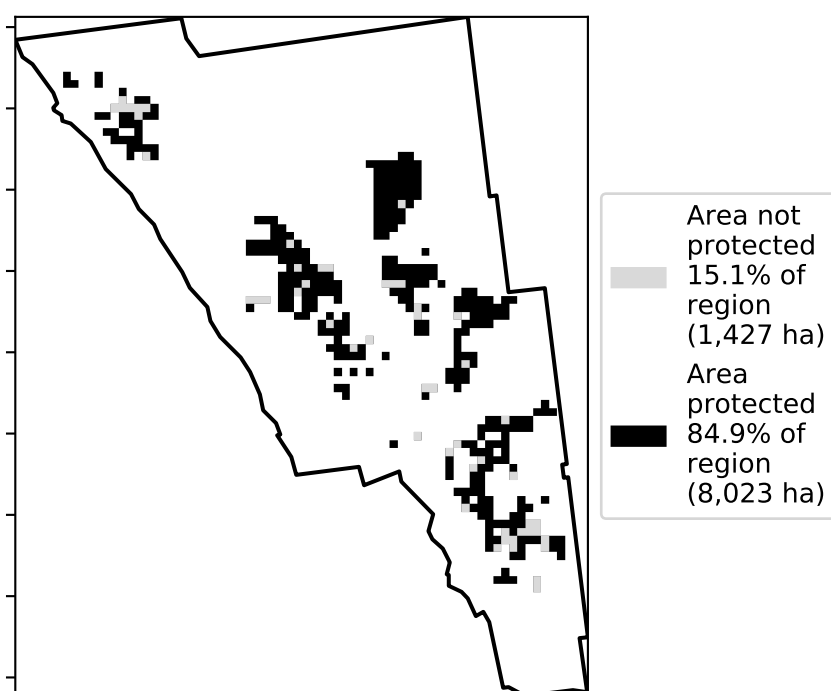 Area not
protected
15.1% of
region
(1,427 ha)
Area
protected
84.9% of
region
(8,023 ha)